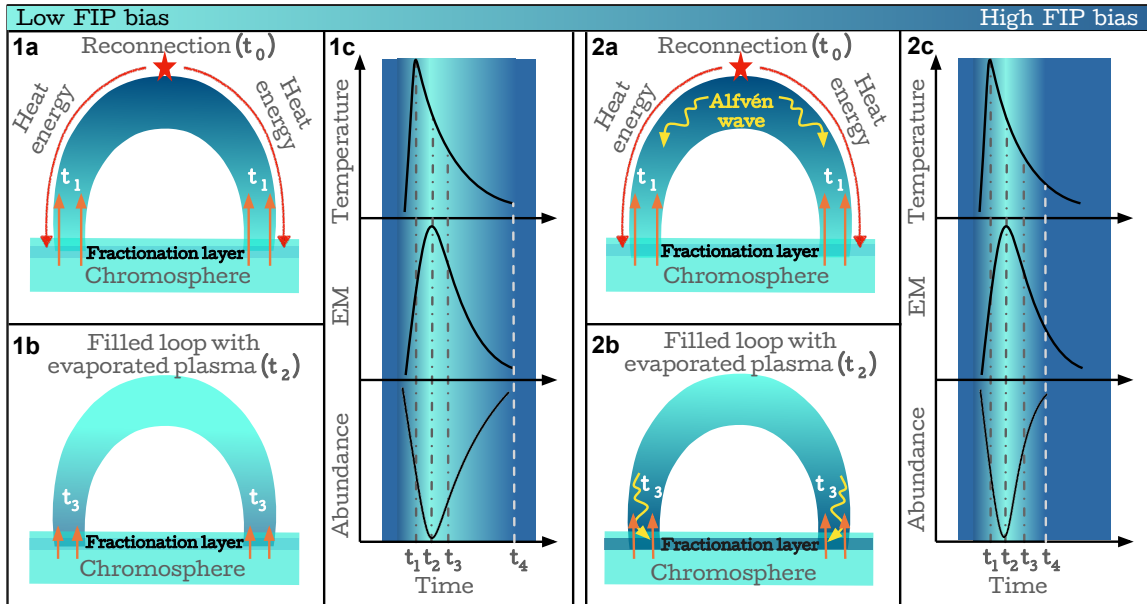 Low FIP bias
High FIP bias
1a
Reconnection (t0)
Heat energy
Heat energy
t1
t1
Fractionation layer
Chromosphere
1b
Filled loop with
evaporated plasma (t2)
t3
t3
Fractionation layer
Chromosphere
1c
Temperature
EM
Abundance
t1 t2 t3 t4
Time
2a
Reconnection (t0)
Heat energy
Heat energy
Alfvén
wave
t1
t1
Fractionation layer
Chromosphere
2b
Filled loop with
evaporated plasma (t2)
t3
t3
Fractionation layer
Chromosphere
2c
Temperature
EM
Abundance
t1 t2 t3 t4
Time